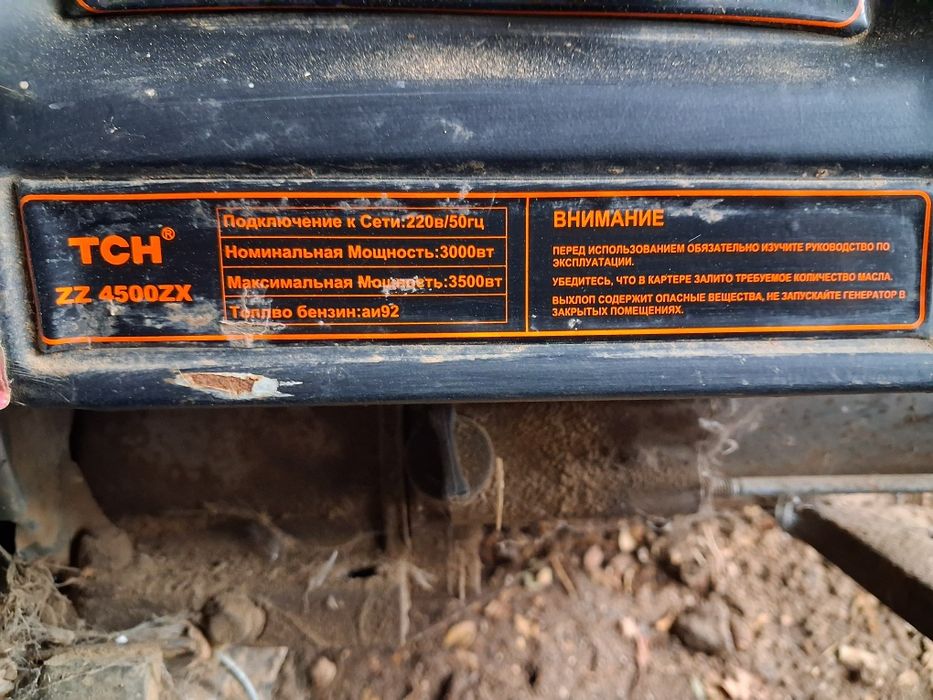 ТСН®
ZZ 4500ZX
Подключение к Сети:220в/50гц
Номинальная Мощность:3000вт
Максимальная Мощность:3500вт
Топлво бензин:аи92
ВНИМАНИЕ
ПЕРЕД ИСПОЛЬЗОВАНИЕМ ОБЯЗАТЕЛЬНО ИЗУЧИТЕ РУКОВОДСТВО ПО
ЭКСПЛУАТАЦИИ.
УБЕДИТЕСЬ, ЧТО В КАРТЕРЕ ЗАЛИТО ТРЕБУЕМОЕ КОЛИЧЕСТВО МАСЛА.
ВЫХЛОП СОДЕРЖИТ ОПАСНЫЕ ВЕЩЕСТВА, НЕ ЗАПУСКАЙТЕ ГЕНЕРАТОР В
ЗАКРЫТЫХ ПОМЕЩЕНИЯХ.